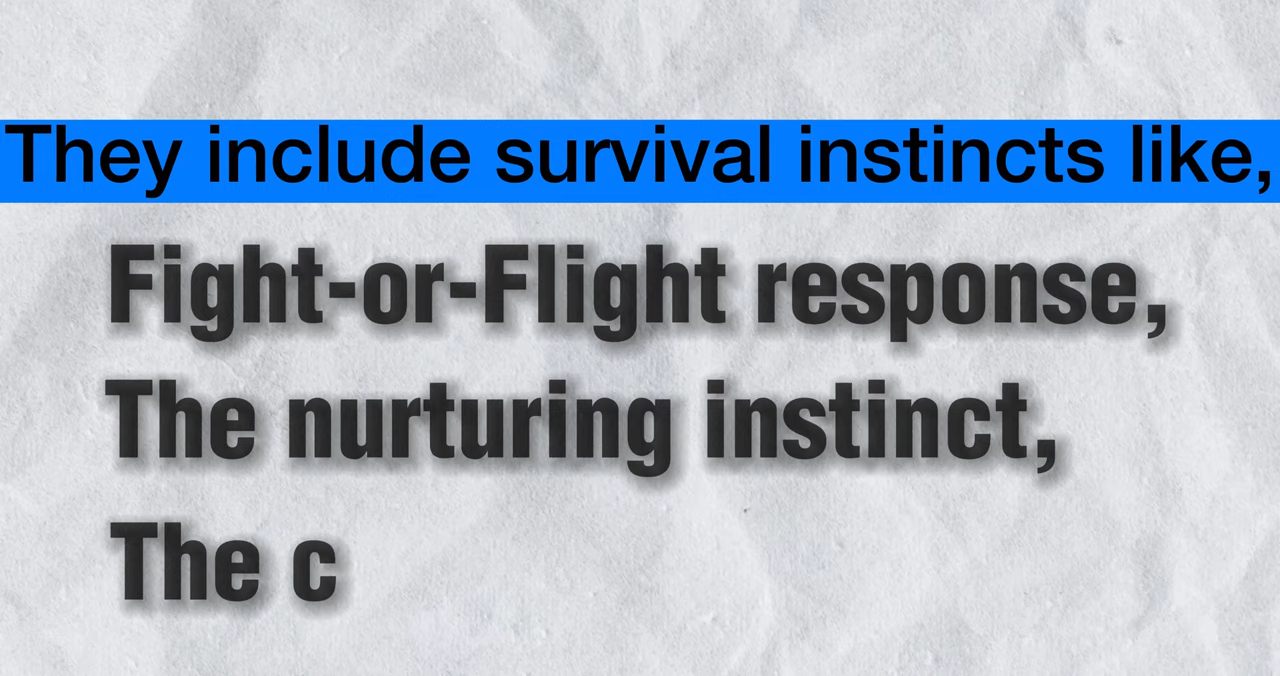 They include survival instincts like,
Fight-or-Flight response,
The nurturing instinct,
The c